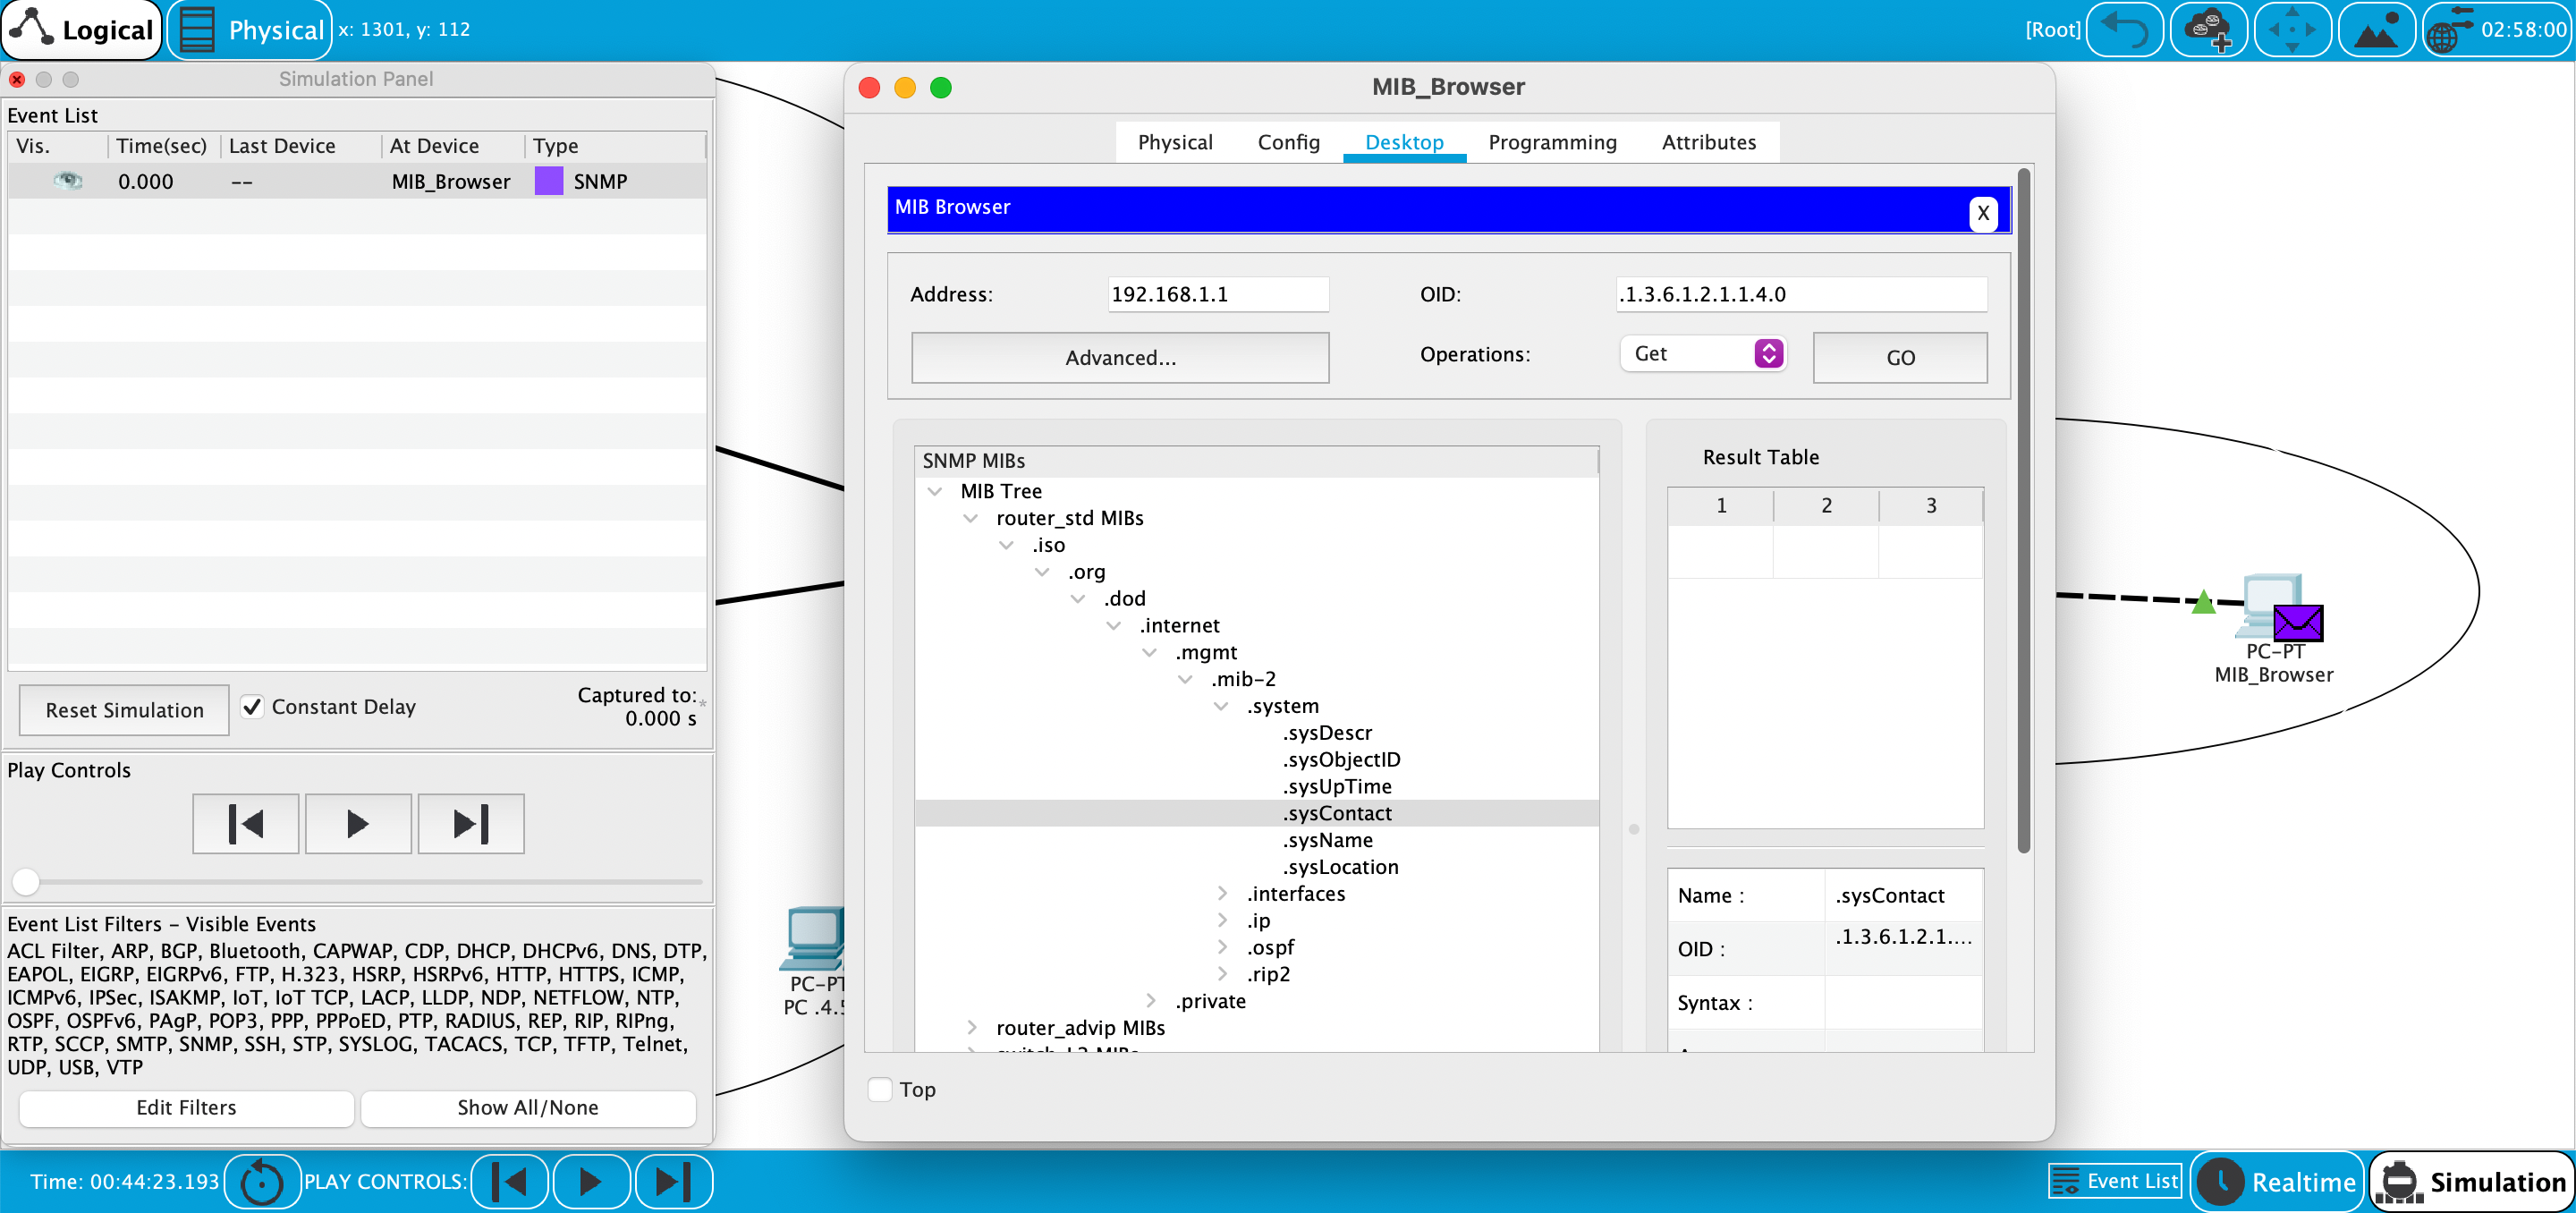 Logical
Physical
x: 1301, y: 112
[Root]
02:58:00
Simulation Panel
Event List
Vis. Time(sec) Last Device At Device Type
0.000 -- MIB_Browser SNMP
Reset Simulation
Constant Delay
Captured to:*
0.000 s
Play Controls
Event List Filters - Visible Events
ACL Filter, ARP, BGP, Bluetooth, CAPWAP, CDP, DHCP, DHCPv6, DNS, DTP,
EAPOL, EIGRP, EIGRPv6, FTP, H.323, HSRP, HSRPv6, HTTP, HTTPS, ICMP,
ICMPv6, IPSec, ISAKMP, IoT, IoT TCP, LACP, LLDP, NDP, NETFLOW, NTP,
OSPF, OSPFv6, PAgP, POP3, PPP, PPPoED, PTP, RADIUS, REP, RIP, RIPng,
RTP, SCCP, SMTP, SNMP, SSH, STP, SYSLOG, TACACS, TCP, TFTP, Telnet,
UDP, USB, VTP
Edit Filters
Show All/None
PC-PT
PC .4.5
MIB_Browser
Physical Config Desktop Programming Attributes
MIB Browser
X
Address: 192.168.1.1
OID: .1.3.6.1.2.1.1.4.0
Advanced...
Operations: Get
GO
SNMP MIBs
MIB Tree
router_std MIBs
.iso
.org
.dod
.internet
.mgmt
.mib-2
.system
.sysDescr
.sysObjectID
.sysUpTime
.sysContact
.sysName
.sysLocation
.interfaces
.ip
.ospf
.rip2
.private
router_advip MIBs
switch_L3 MIBs
Result Table
1 2 3
Name : .sysContact
OID : .1.3.6.1.2.1....
Syntax :
Top
PC-PT
MIB_Browser
Time: 00:44:23.193
PLAY CONTROLS:
Event List
Realtime
Simulation